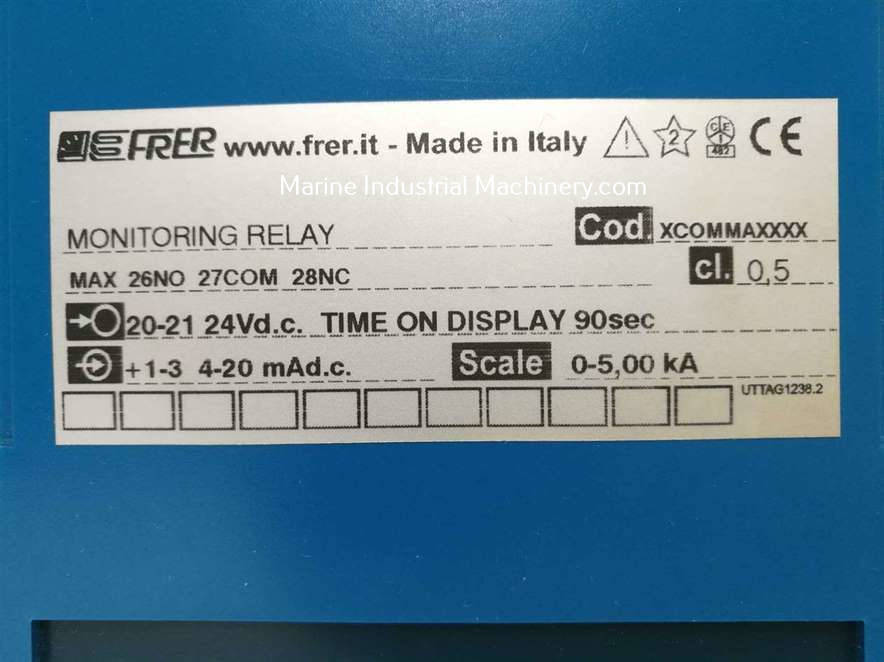 FRER www.frer.it - Made in Italy 2 CEI 482 CE
Marine Industrial Machinery.com
MONITORING RELAY Cod. XCOMMAXXXX
MAX 26NO 27COM 28NC cl. 0,5
20-21 24Vd.c. TIME ON DISPLAY 90sec
+1-3 4-20 mAd.c. Scale 0-5,00 kA
UTTAG1238.2